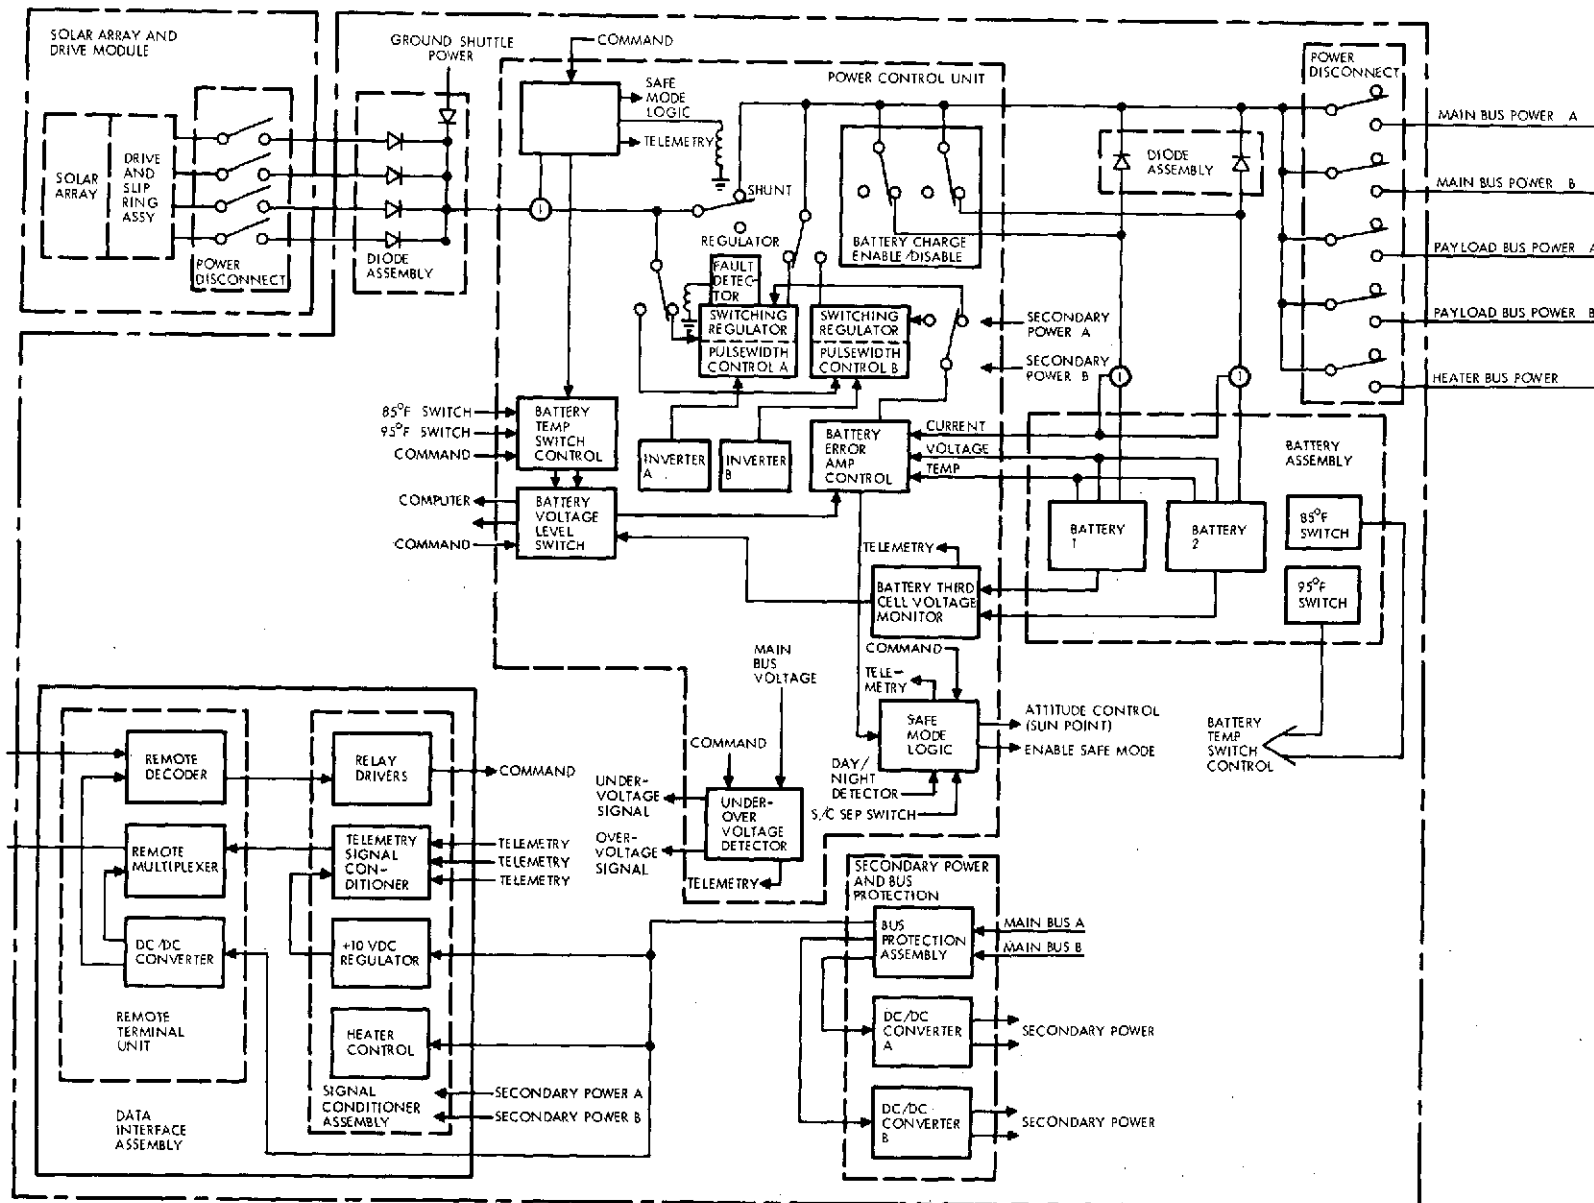 SOLAR ARRAY AND
DRIVE MODULE
SOLAR
ARRAY
DRIVE
AND
SLIP
RING
ASSY
POWER
DISCONNECT
GROUND SHUTTLE
POWER
DIODE
ASSEMBLY
COMMAND
SAFE
MODE
LOGIC
TELEMETRY
POWER CONTROL UNIT
SHUNT
REGULATOR
FAULT
DETEC-
TOR
SWITCHING
REGULATOR
PULSEWIDTH
CONTROL A
SWITCHING
REGULATOR
PULSEWIDTH
CONTROL B
BATTERY CHARGE
ENABLE/DISABLE
DIODE
ASSEMBLY
POWER
DISCONNECT
MAIN BUS POWER A
MAIN BUS POWER B
PAYLOAD BUS POWER A
PAYLOAD BUS POWER B
HEATER BUS POWER
SECONDARY
POWER A
SECONDARY
POWER B
I
I
I
85°F SWITCH
95°F SWITCH
COMMAND
BATTERY
TEMP
SWITCH
CONTROL
INVERTER
A
INVERTER
B
BATTERY
ERROR
AMP
CONTROL
CURRENT
VOLTAGE
TEMP
COMPUTER
COMMAND
BATTERY
VOLTAGE
LEVEL
SWITCH
BATTERY
ASSEMBLY
BATTERY
1
BATTERY
2
85°F
SWITCH
95°F
SWITCH
TELEMETRY
BATTERY THIRD
CELL VOLTAGE
MONITOR
COMMAND
TELE-
METRY
SAFE
MODE
LOGIC
ATTITUDE CONTROL
(SUN POINT)
ENABLE SAFE MODE
DAY/
NIGHT
DETECTOR
S/C SEP SWITCH
BATTERY
TEMP
SWITCH
CONTROL
MAIN
BUS
VOLTAGE
COMMAND
UNDER-
VOLTAGE
SIGNAL
OVER-
VOLTAGE
SIGNAL
UNDER-
OVER
VOLTAGE
DETECTOR
TELEMETRY
REMOTE
DECODER
RELAY
DRIVERS
COMMAND
REMOTE
MULTIPLEXER
TELEMETRY
SIGNAL
CON-
DITIONER
TELEMETRY
TELEMETRY
TELEMETRY
DC/DC
CONVERTER
+10 VDC
REGULATOR
REMOTE
TERMINAL
UNIT
HEATER
CONTROL
SIGNAL
CONDITIONER
ASSEMBLY
SECONDARY POWER A
SECONDARY POWER B
DATA
INTERFACE
ASSEMBLY
SECONDARY POWER
AND BUS
PROTECTION
BUS
PROTECTION
ASSEMBLY
MAIN BUS A
MAIN BUS B
DC/DC
CONVERTER
A
SECONDARY POWER
DC/DC
CONVERTER
B
SECONDARY POWER